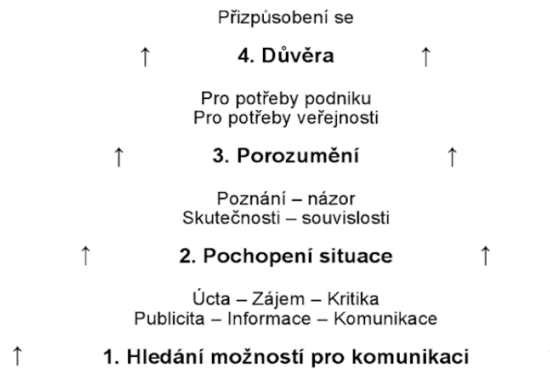 Přizpůsobení se
↑ 4. Důvěra ↑
Pro potřeby podniku
Pro potřeby veřejnosti
↑ 3. Porozumění ↑
Poznání – názor
Skutečnosti – souvislosti
↑ 2. Pochopení situace ↑
Úcta – Zájem – Kritika
Publicita – Informace – Komunikace
↑ 1. Hledání možností pro komunikaci